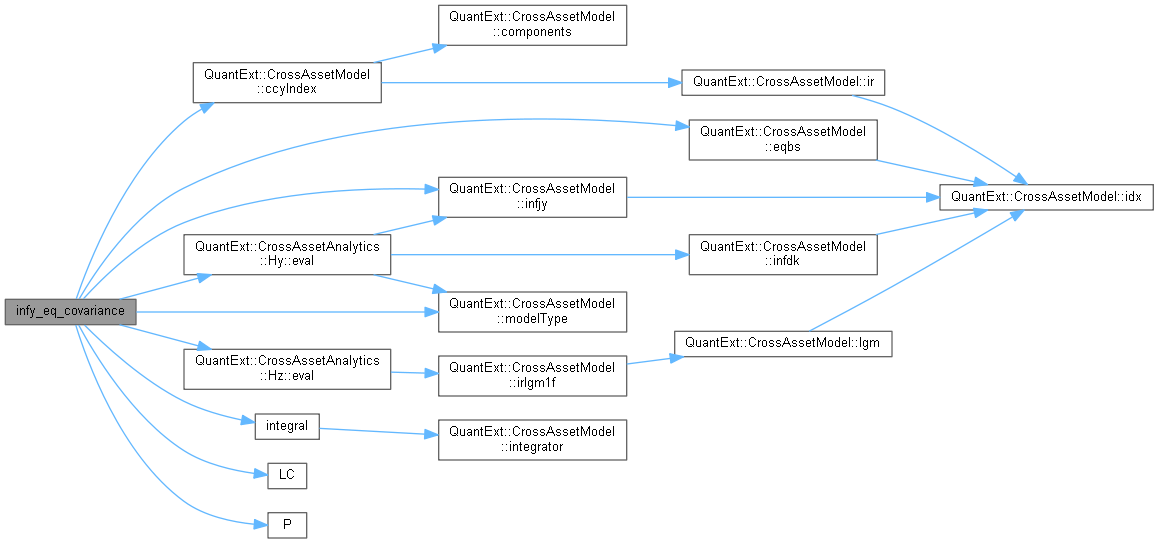 QuantExt::CrossAssetModel
::components
QuantExt::CrossAssetModel
::ccyIndex
QuantExt::CrossAssetModel::ir
QuantExt::CrossAssetModel
::eqbs
QuantExt::CrossAssetModel
::infjy
QuantExt::CrossAssetModel::idx
QuantExt::CrossAssetAnalytics
::Hy::eval
QuantExt::CrossAssetModel
::infdk
infy_eq_covariance
QuantExt::CrossAssetModel
::modelType
QuantExt::CrossAssetModel::lgm
QuantExt::CrossAssetAnalytics
::Hz::eval
QuantExt::CrossAssetModel
::irlgm1f
integral
QuantExt::CrossAssetModel
::integrator
LC
P